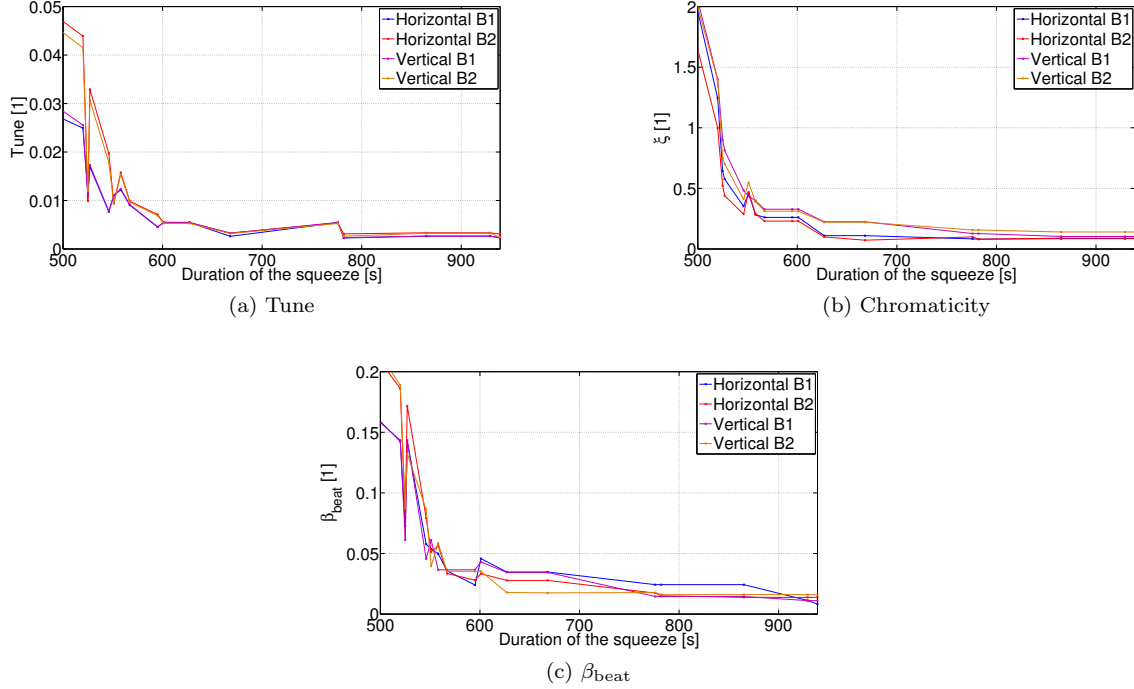 0.05
0.04
0.03
0.02
0.01
0
Tune [1]
500
600
700
800
900
Duration of the squeeze [s]
Horizontal B1
Horizontal B2
Vertical B1
Vertical B2
(a) Tune
2
1.5
1
0.5
0
ξ [1]
500
600
700
800
900
Duration of the squeeze [s]
Horizontal B1
Horizontal B2
Vertical B1
Vertical B2
(b) Chromaticity
0.2
0.15
0.1
0.05
0
βbeat [1]
500
600
700
800
900
Duration of the squeeze [s]
Horizontal B1
Horizontal B2
Vertical B1
Vertical B2
(c) βbeat